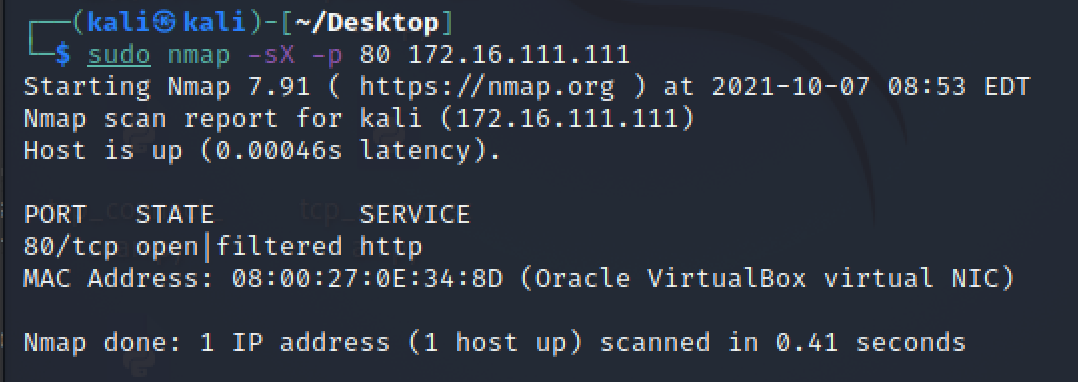 ┌──(kali㉿kali)-[~/Desktop]
└─$ sudo nmap -sX -p 80 172.16.111.111
Starting Nmap 7.91 ( https://nmap.org ) at 2021-10-07 08:53 EDT
Nmap scan report for kali (172.16.111.111)
Host is up (0.00046s latency).

PORT   STATE         SERVICE
80/tcp open|filtered http
MAC Address: 08:00:27:0E:34:8D (Oracle VirtualBox virtual NIC)

Nmap done: 1 IP address (1 host up) scanned in 0.41 seconds